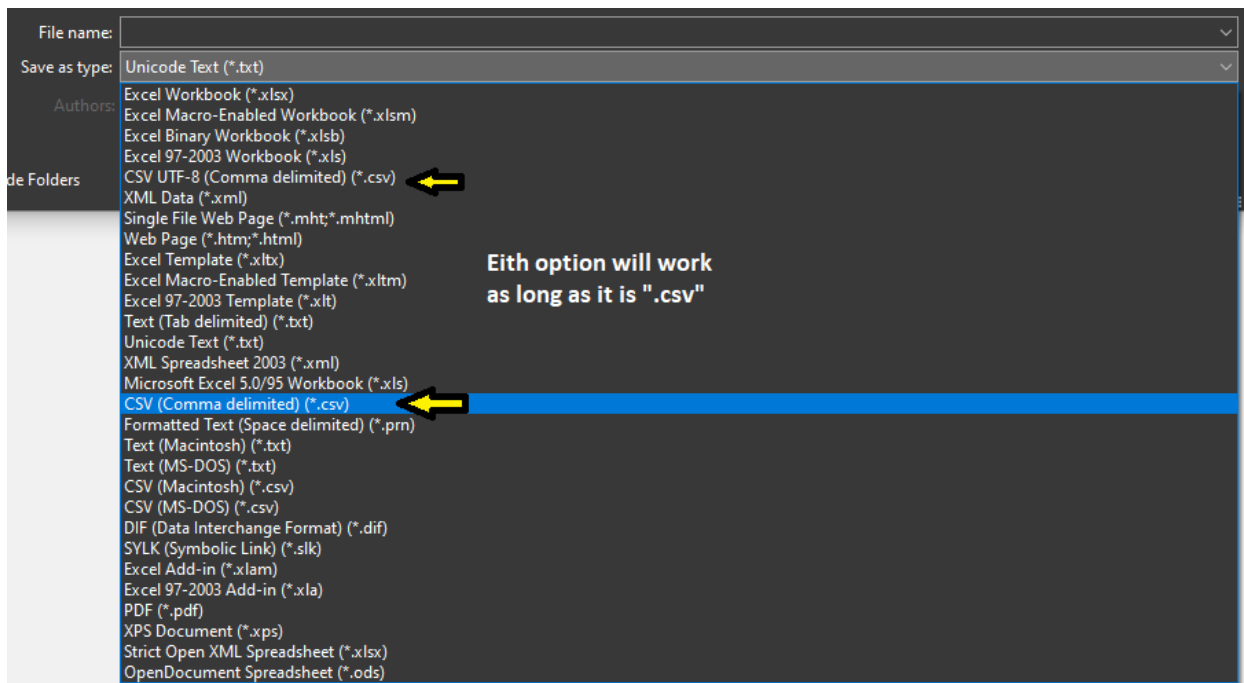 File name:
Save as type: Unicode Text (*.txt)
Authors:
de Folders
Excel Workbook (*.xlsx)
Excel Macro-Enabled Workbook (*.xlsm)
Excel Binary Workbook (*.xlsb)
Excel 97-2003 Workbook (*.xls)
CSV UTF-8 (Comma delimited) (*.csv)
XML Data (*.xml)
Single File Web Page (*.mht;*.mhtml)
Web Page (*.htm;*.html)
Excel Template (*.xltx)
Excel Macro-Enabled Template (*.xltm)
Excel 97-2003 Template (*.xlt)
Text (Tab delimited) (*.txt)
Unicode Text (*.txt)
XML Spreadsheet 2003 (*.xml)
Microsoft Excel 5.0/95 Workbook (*.xls)
CSV (Comma delimited) (*.csv)
Formatted Text (Space delimited) (*.prn)
Text (Macintosh) (*.txt)
Text (MS-DOS) (*.txt)
CSV (Macintosh) (*.csv)
CSV (MS-DOS) (*.csv)
DIF (Data Interchange Format) (*.dif)
SYLK (Symbolic Link) (*.slk)
Excel Add-in (*.xlam)
Excel 97-2003 Add-in (*.xla)
PDF (*.pdf)
XPS Document (*.xps)
Strict Open XML Spreadsheet (*.xlsx)
OpenDocument Spreadsheet (*.ods)
Eith option will work
as long as it is ".csv"